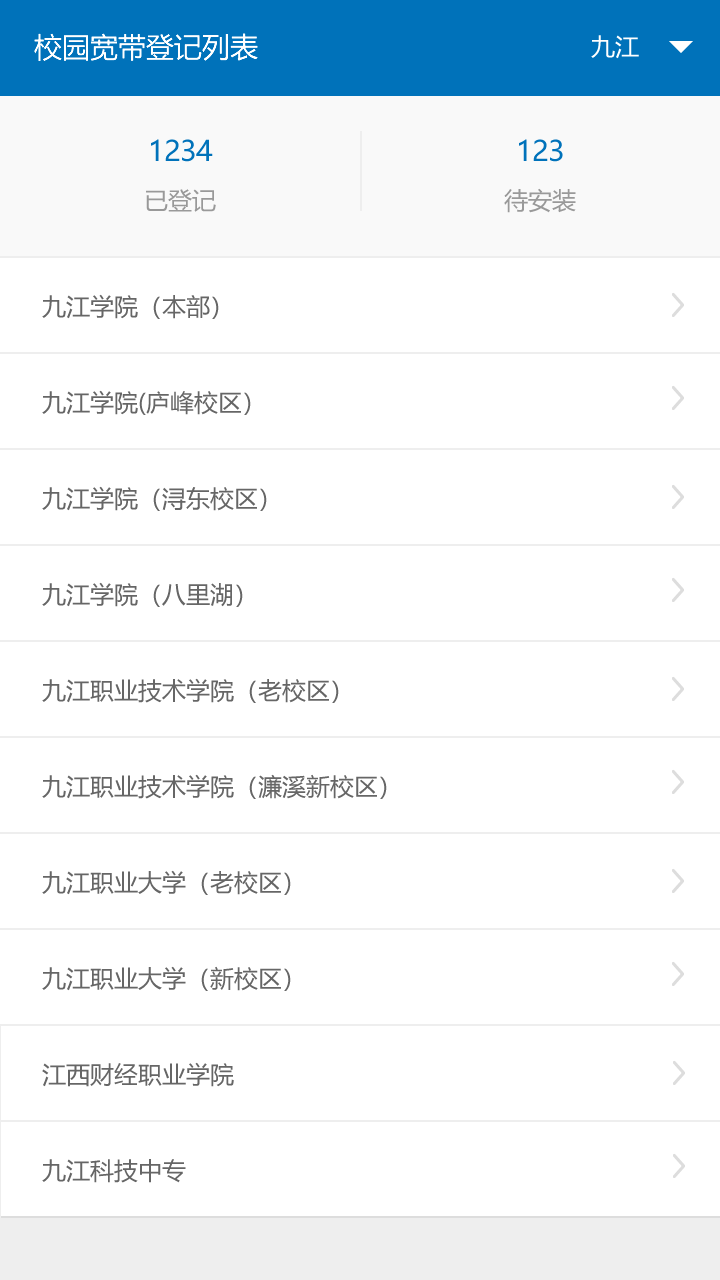 校园宽带登记列表
九江
1234
123
已登记
待安装
九江学院（本部）
九江学院(庐峰校区）
九江学院（浔东校区）
九江学院（八里湖）
九江职业技术学院（老校区）
九江职业技术学院（濂溪新校区）
九江职业大学（老校区）
九江职业大学（新校区）
江西财经职业学院
九江科技中专